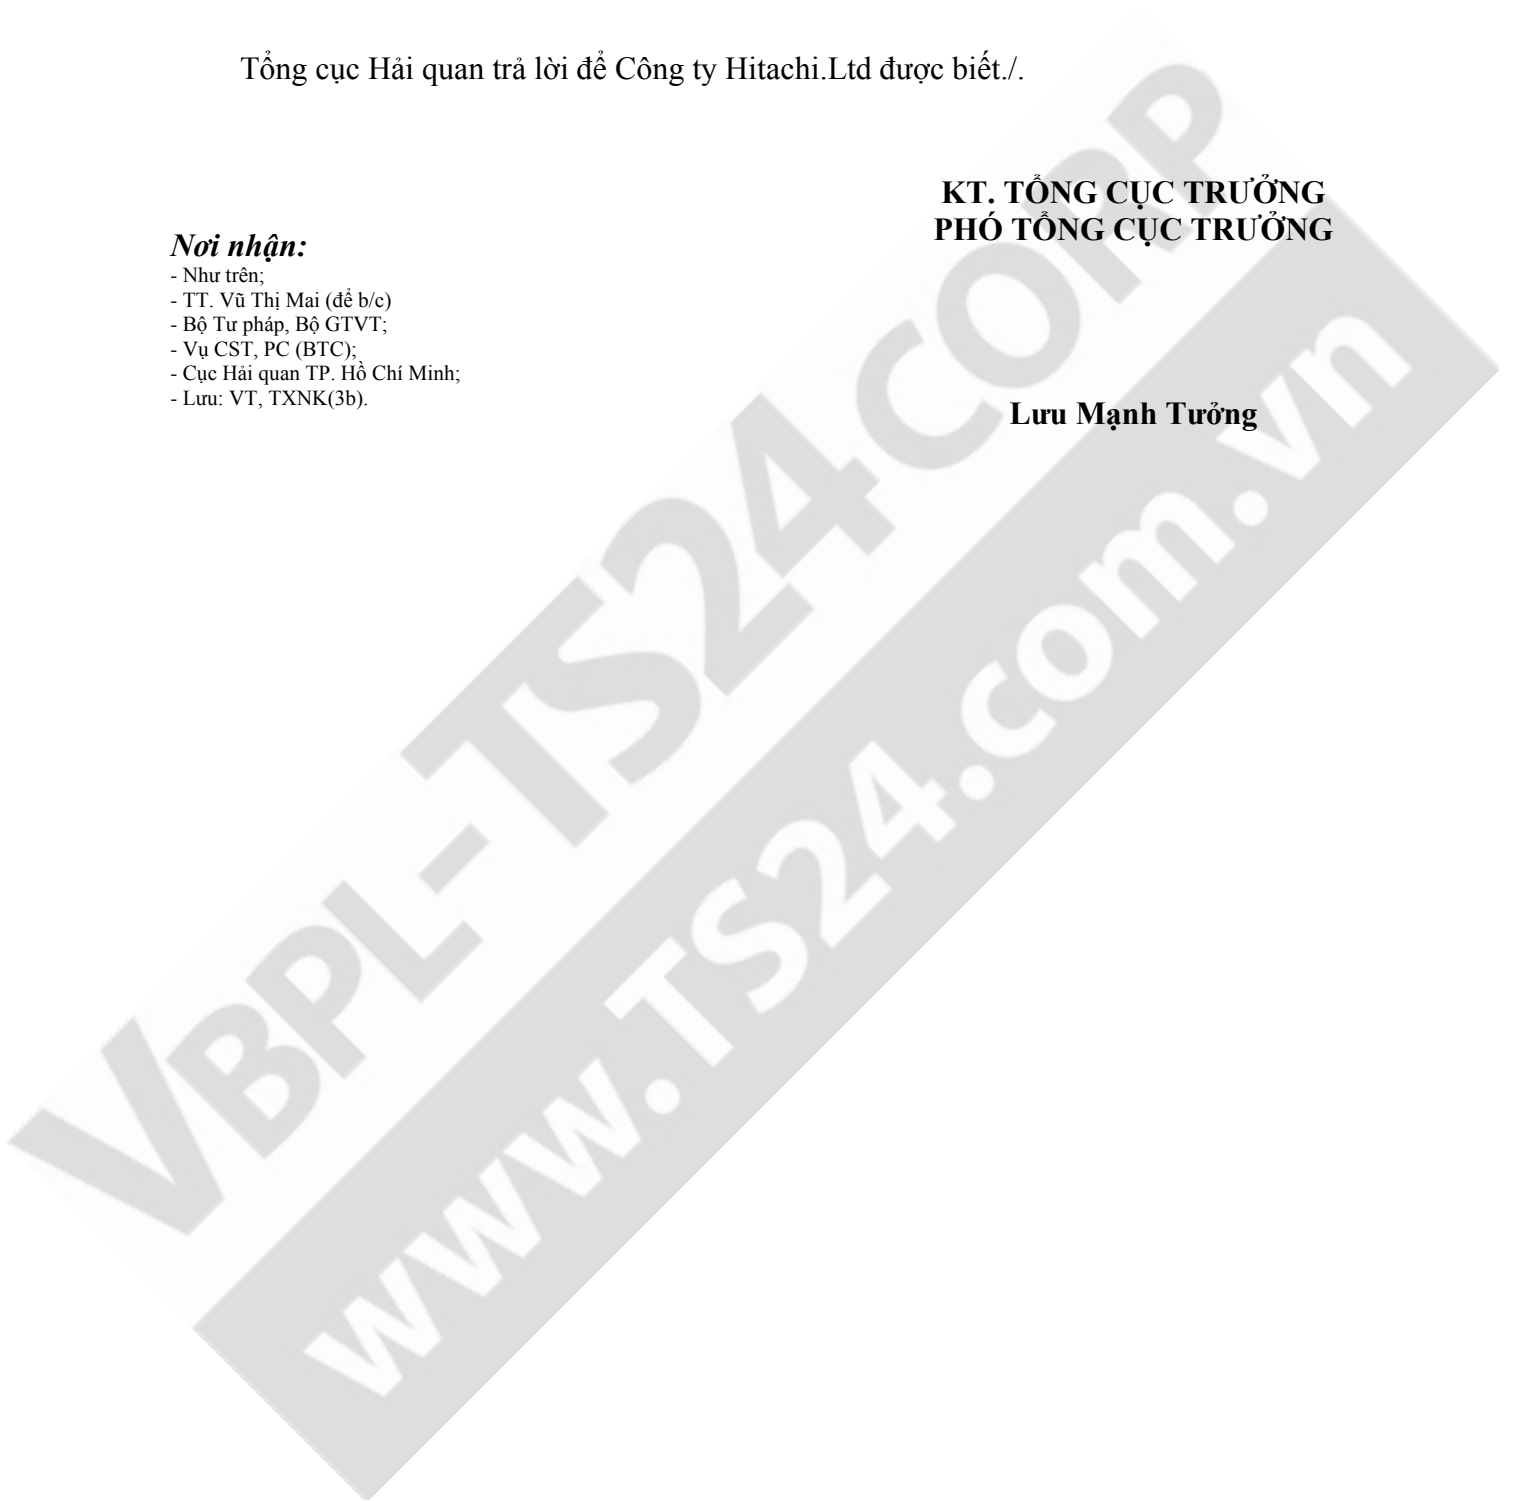 Tổng cục Hải quan trả lời để Công ty Hitachi.Ltd được biết./.
KT. TỔNG CỤC TRƯỞNG
PHÓ TỔNG CỤC TRƯỞNG
Nơi nhận:
- Như trên;
- TT. Vũ Thị Mai (để b/c)
- Bộ Tư pháp, Bộ GTVT;
- Vụ CST, PC (BTC);
- Cục Hải quan TP. Hồ Chí Minh;
- Lưu: VT, TXNK(3b).
Lưu Mạnh Tưởng
VBPL-TS24CORP
www.TS24.com.vn